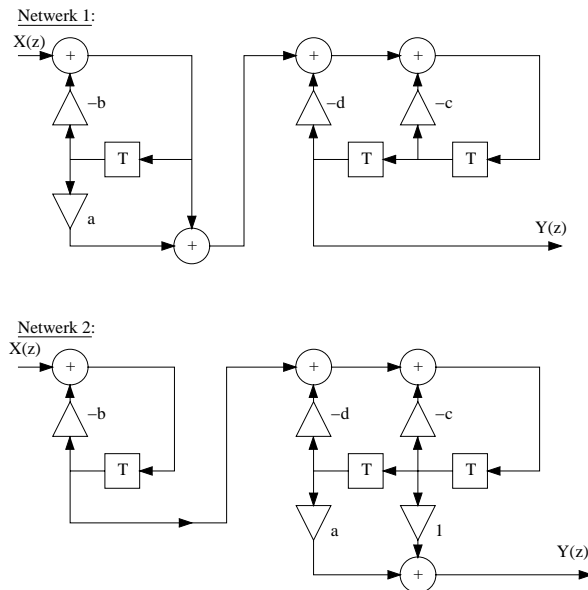 Netwerk 1:
X(z)
+
+
+
−b
−d
−c
T
T
T
a
+
Y(z)
Netwerk 2:
X(z)
+
+
+
−b
−d
−c
T
T
T
a
1
+
Y(z)